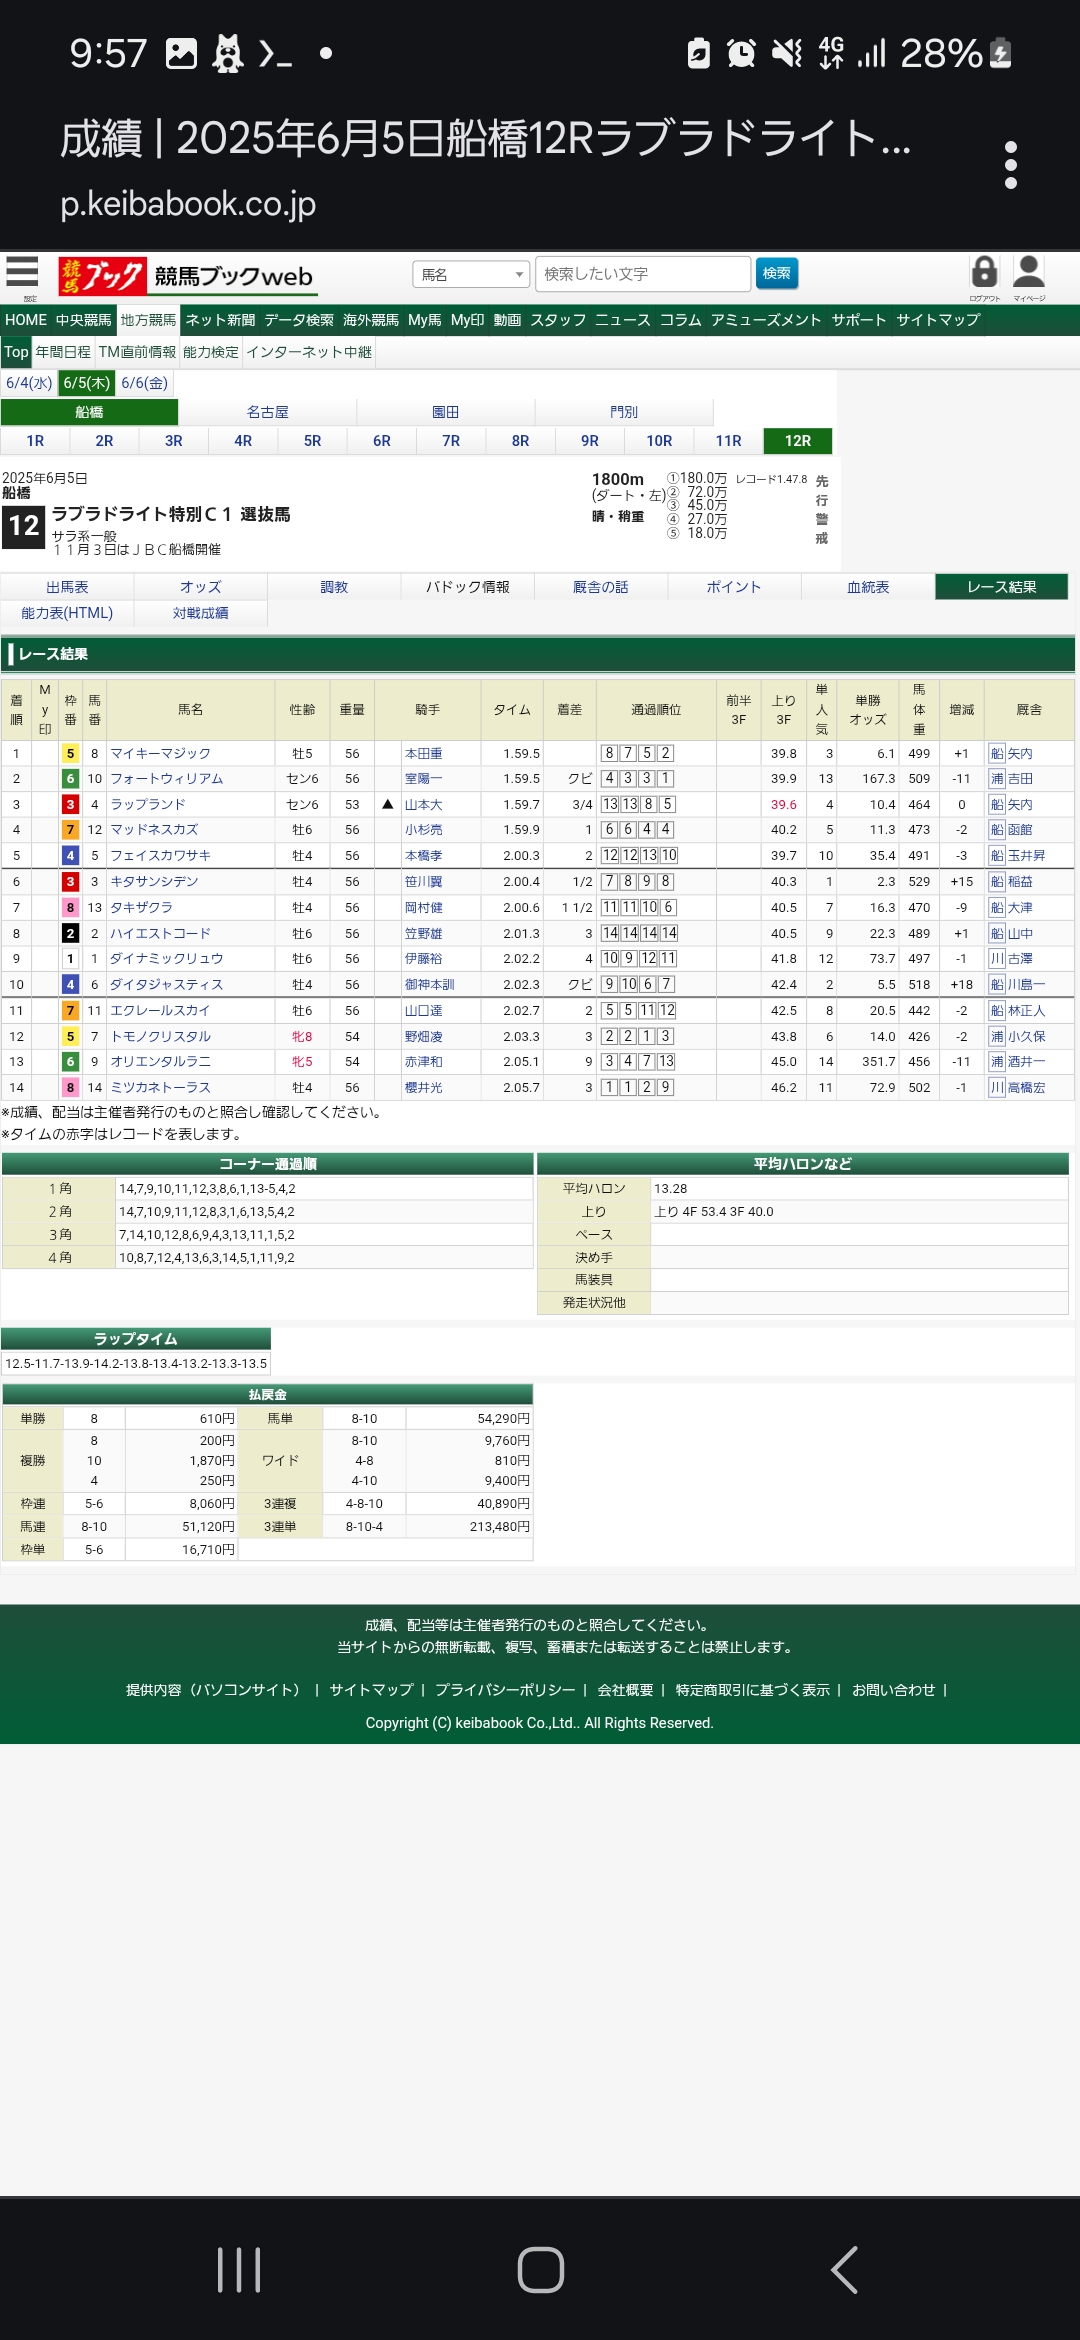 9:57 4G 28%
成績 | 2025年6月5日船橋12Rラブラドライト...
p.keibabook.co.jp
設定 競馬ブック 競馬ブックweb 馬名 検索したい文字 検索 ログアウト マイページ
HOME 中央競馬 地方競馬 ネット新聞 データ検索 海外競馬 My馬 My印 動画 スタッフ ニュース コラム アミューズメント サポート サイトマップ
Top 年間日程 TM直前情報 能力検定 インターネット中継
6/4(水) 6/5(木) 6/6(金)
船橋 名古屋 園田 門別
1R 2R 3R 4R 5R 6R 7R 8R 9R 10R 11R 12R
2025年6月5日
船橋
12 ラブラドライト特別Ｃ１ 選抜馬
サラ系一般
１１月３日はＪＢＣ船橋開催
1800m
(ダート・左)
晴・稍重
①180.0万
② 72.0万
③ 45.0万
④ 27.0万
⑤ 18.0万
レコード1.47.8
先行警戒
出馬表 オッズ 調教 パドック情報 厩舎の話 ポイント 血統表 レース結果
能力表(HTML) 対戦成績
レース結果
着順 My印 枠番 馬番 馬名 性齢 重量 騎手 タイム 着差 通過順位 前半3F 上り3F 単人気 単勝オッズ 馬体重 増減 厩舎
1 5 8 マイキーマジック 牡5 56 本田重 1.59.5 8 7 5 2 39.8 3 6.1 499 +1 船 矢内
2 6 10 フォートウィリアム セン6 56 室陽一 1.59.5 クビ 4 3 3 1 39.9 13 167.3 509 -11 浦 吉田
3 3 4 ラップランド セン6 53 ▲ 山本大 1.59.7 3/4 13 13 8 5 39.6 4 10.4 464 0 船 矢内
4 7 12 マッドネスカズ 牡6 56 小杉亮 1.59.9 1 6 6 4 4 40.2 5 11.3 473 -2 船 函館
5 4 5 フェイスカワサキ 牡4 56 本橋孝 2.00.3 2 12 12 13 10 39.7 10 35.4 491 -3 船 玉井昇
6 3 3 キタサンシデン 牡4 56 笹川翼 2.00.4 1/2 7 8 9 8 40.3 1 2.3 529 +15 船 稲益
7 8 13 タキザクラ 牡4 56 岡村健 2.00.6 1 1/2 11 11 10 6 40.5 7 16.3 470 -9 船 大津
8 2 2 ハイエストコード 牡6 56 笠野雄 2.01.3 3 14 14 14 14 40.5 9 22.3 489 +1 船 山中
9 1 1 ダイナミックリュウ 牡6 56 伊藤裕 2.02.2 4 10 9 12 11 41.8 12 73.7 497 -1 川 古澤
10 4 6 ダイタジャスティス 牡4 56 御神本訓 2.02.3 クビ 9 10 6 7 42.4 2 5.5 518 +18 船 川島一
11 7 11 エクレールスカイ 牡6 56 山口達 2.02.7 2 5 5 11 12 42.5 8 20.5 442 -2 船 林正人
12 5 7 トモノクリスタル 牝8 54 野畑凌 2.03.3 3 2 2 1 3 43.8 6 14.0 426 -2 浦 小久保
13 6 9 オリエンタルラニ 牝5 54 赤津和 2.05.1 9 3 4 7 13 45.0 14 351.7 456 -11 浦 酒井一
14 8 14 ミツカネトーラス 牡4 56 櫻井光 2.05.7 3 1 1 2 9 46.2 11 72.9 502 -1 川 高橋宏
※成績、配当は主催者発行のものと照合し確認してください。
※タイムの赤字はレコードを表します。
コーナー通過順
１角 14,7,9,10,11,12,3,8,6,1,13-5,4,2
２角 14,7,10,9,11,12,8,3,1,6,13,5,4,2
３角 7,14,10,12,8,6,9,4,3,13,11,1,5,2
４角 10,8,7,12,4,13,6,3,14,5,1,11,9,2
平均ハロンなど
平均ハロン 13.28
上り 上り 4F 53.4 3F 40.0
ペース
決め手
馬装具
発走状況他
ラップタイム
12.5-11.7-13.9-14.2-13.8-13.4-13.2-13.3-13.5
払戻金
単勝 8 610円 馬単 8-10 54,290円
複勝 8 200円 ワイド 8-10 9,760円
10 1,870円 4-8 810円
4 250円 4-10 9,400円
枠連 5-6 8,060円 3連複 4-8-10 40,890円
馬連 8-10 51,120円 3連単 8-10-4 213,480円
枠単 5-6 16,710円
成績、配当等は主催者発行のものと照合してください。
当サイトからの無断転載、複写、蓄積または転送することは禁止します。
提供内容（パソコンサイト） | サイトマップ | プライバシーポリシー | 会社概要 | 特定商取引に基づく表示 | お問い合わせ |
Copyright (C) keibabook Co.,Ltd.. All Rights Reserved.